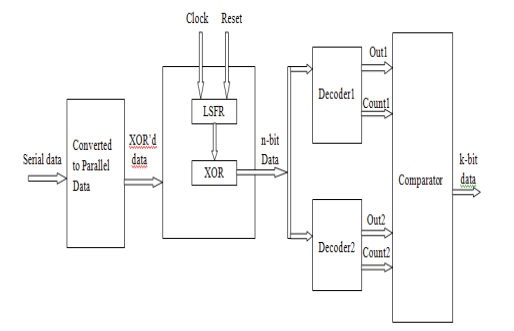 Clock Reset
Serial data
Converted
to Parallel
Data
XOR'd
data
LSFR
XOR
n-bit
Data
Decoder1
Out1
Count1
Decoder2
Out2
Count2
Comparator
k-bit
data